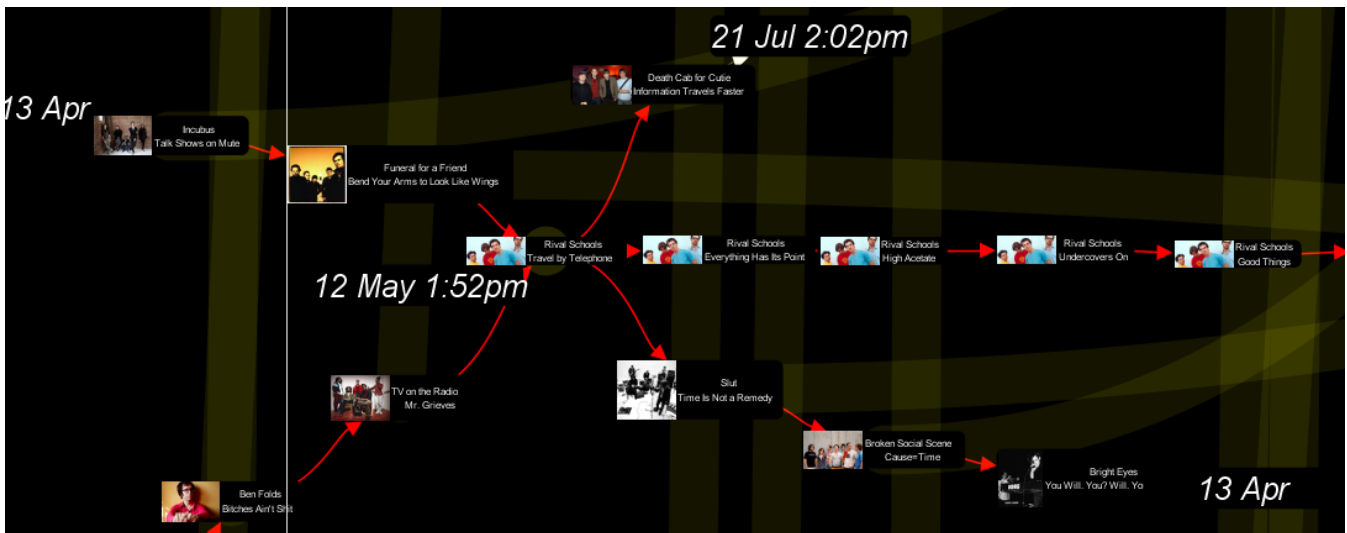 21 Jul 2:02pm
Death Cab for Cutie
Information Travels Faster
13 Apr
Incubus
Talk Shows on Mute
Funeral for a Friend
Bend Your Arms to Look Like Wings
Rival Schools
Travel by Telephone
Rival Schools
Everything Has Its Point
Rival Schools
High Acetate
Rival Schools
Undercovers On
Rival Schools
Good Things
12 May 1:52pm
TV on the Radio
Mr. Grieves
Slut
Time Is Not a Remedy
Broken Social Scene
Cause=Time
Bright Eyes
You Will. You? Will. Yo
13 Apr
Ben Folds
Bitches Ain't Shit